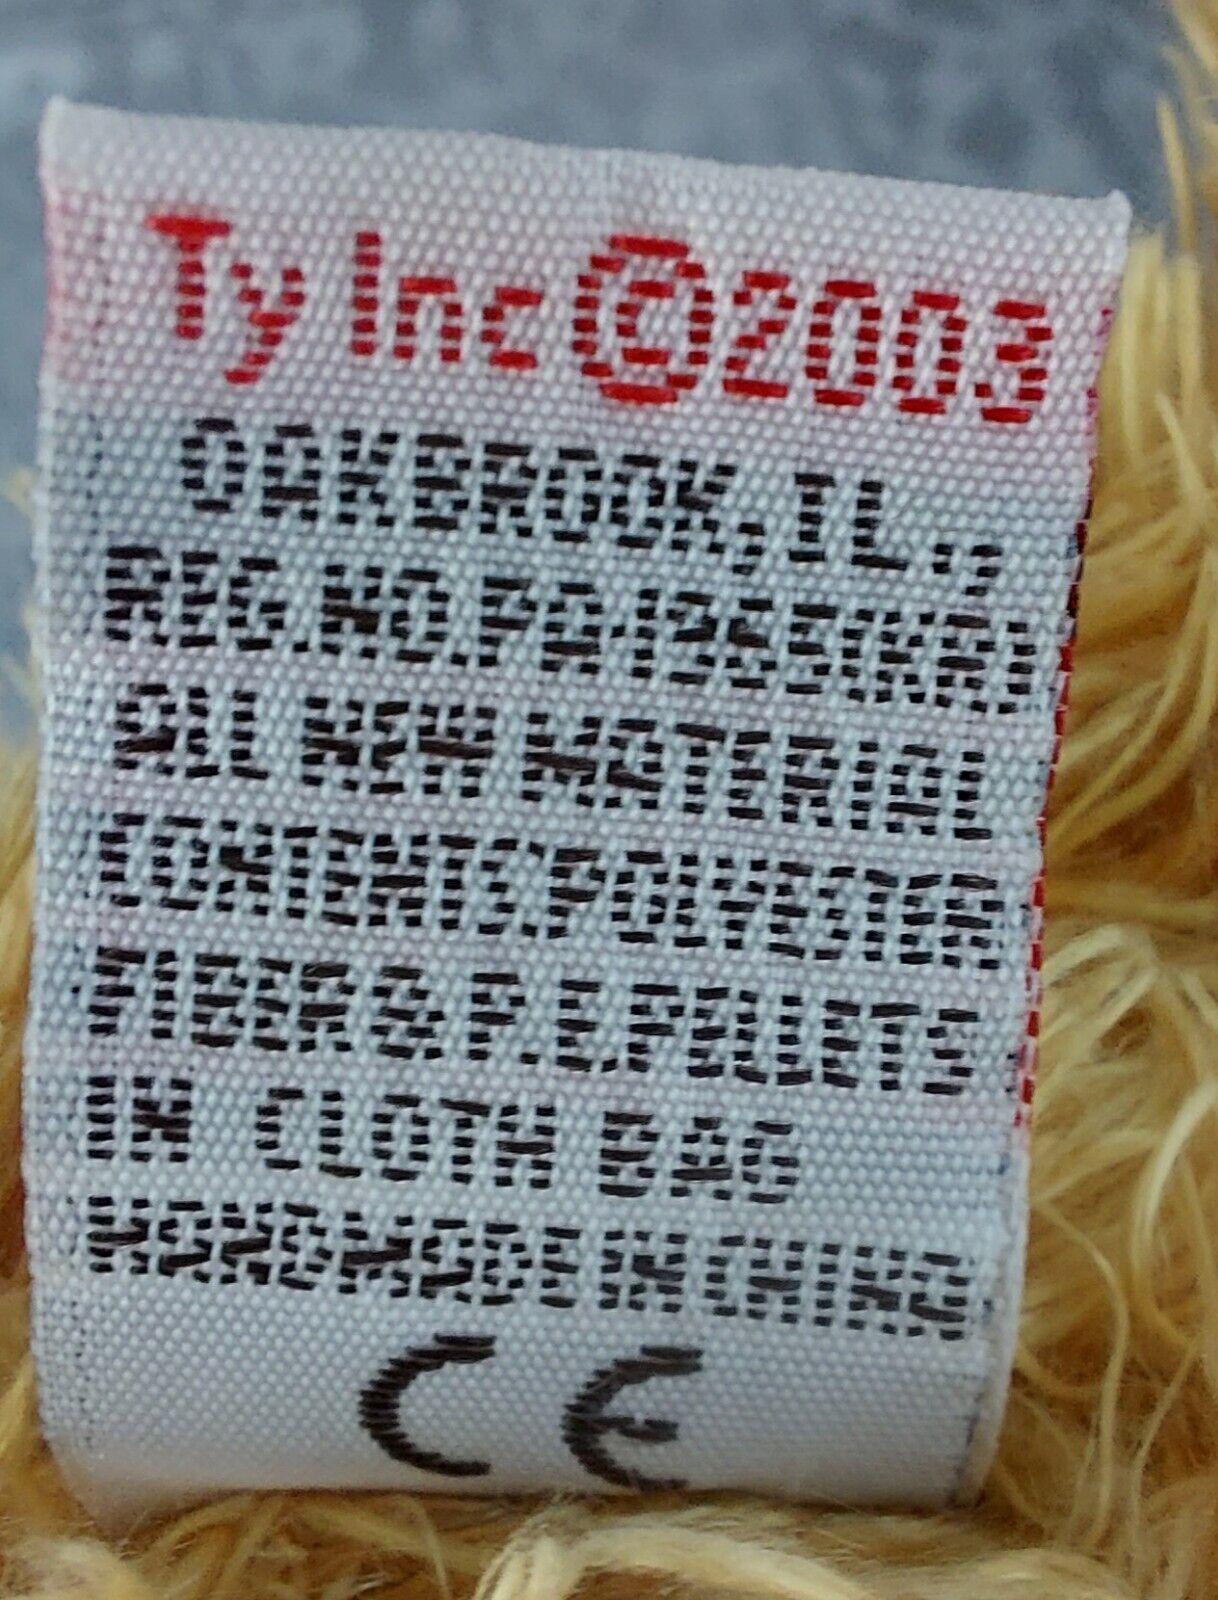 Ty Inc ©2003
OAKBROOK, IL.,
REG.NO.PA-1965(KR)
ALL NEW MATERIAL
CONTENTS:POLYESTER
FIBER & P.E.PELLETS
IN CLOTH BAG
HANDMADE IN CHINA
CE